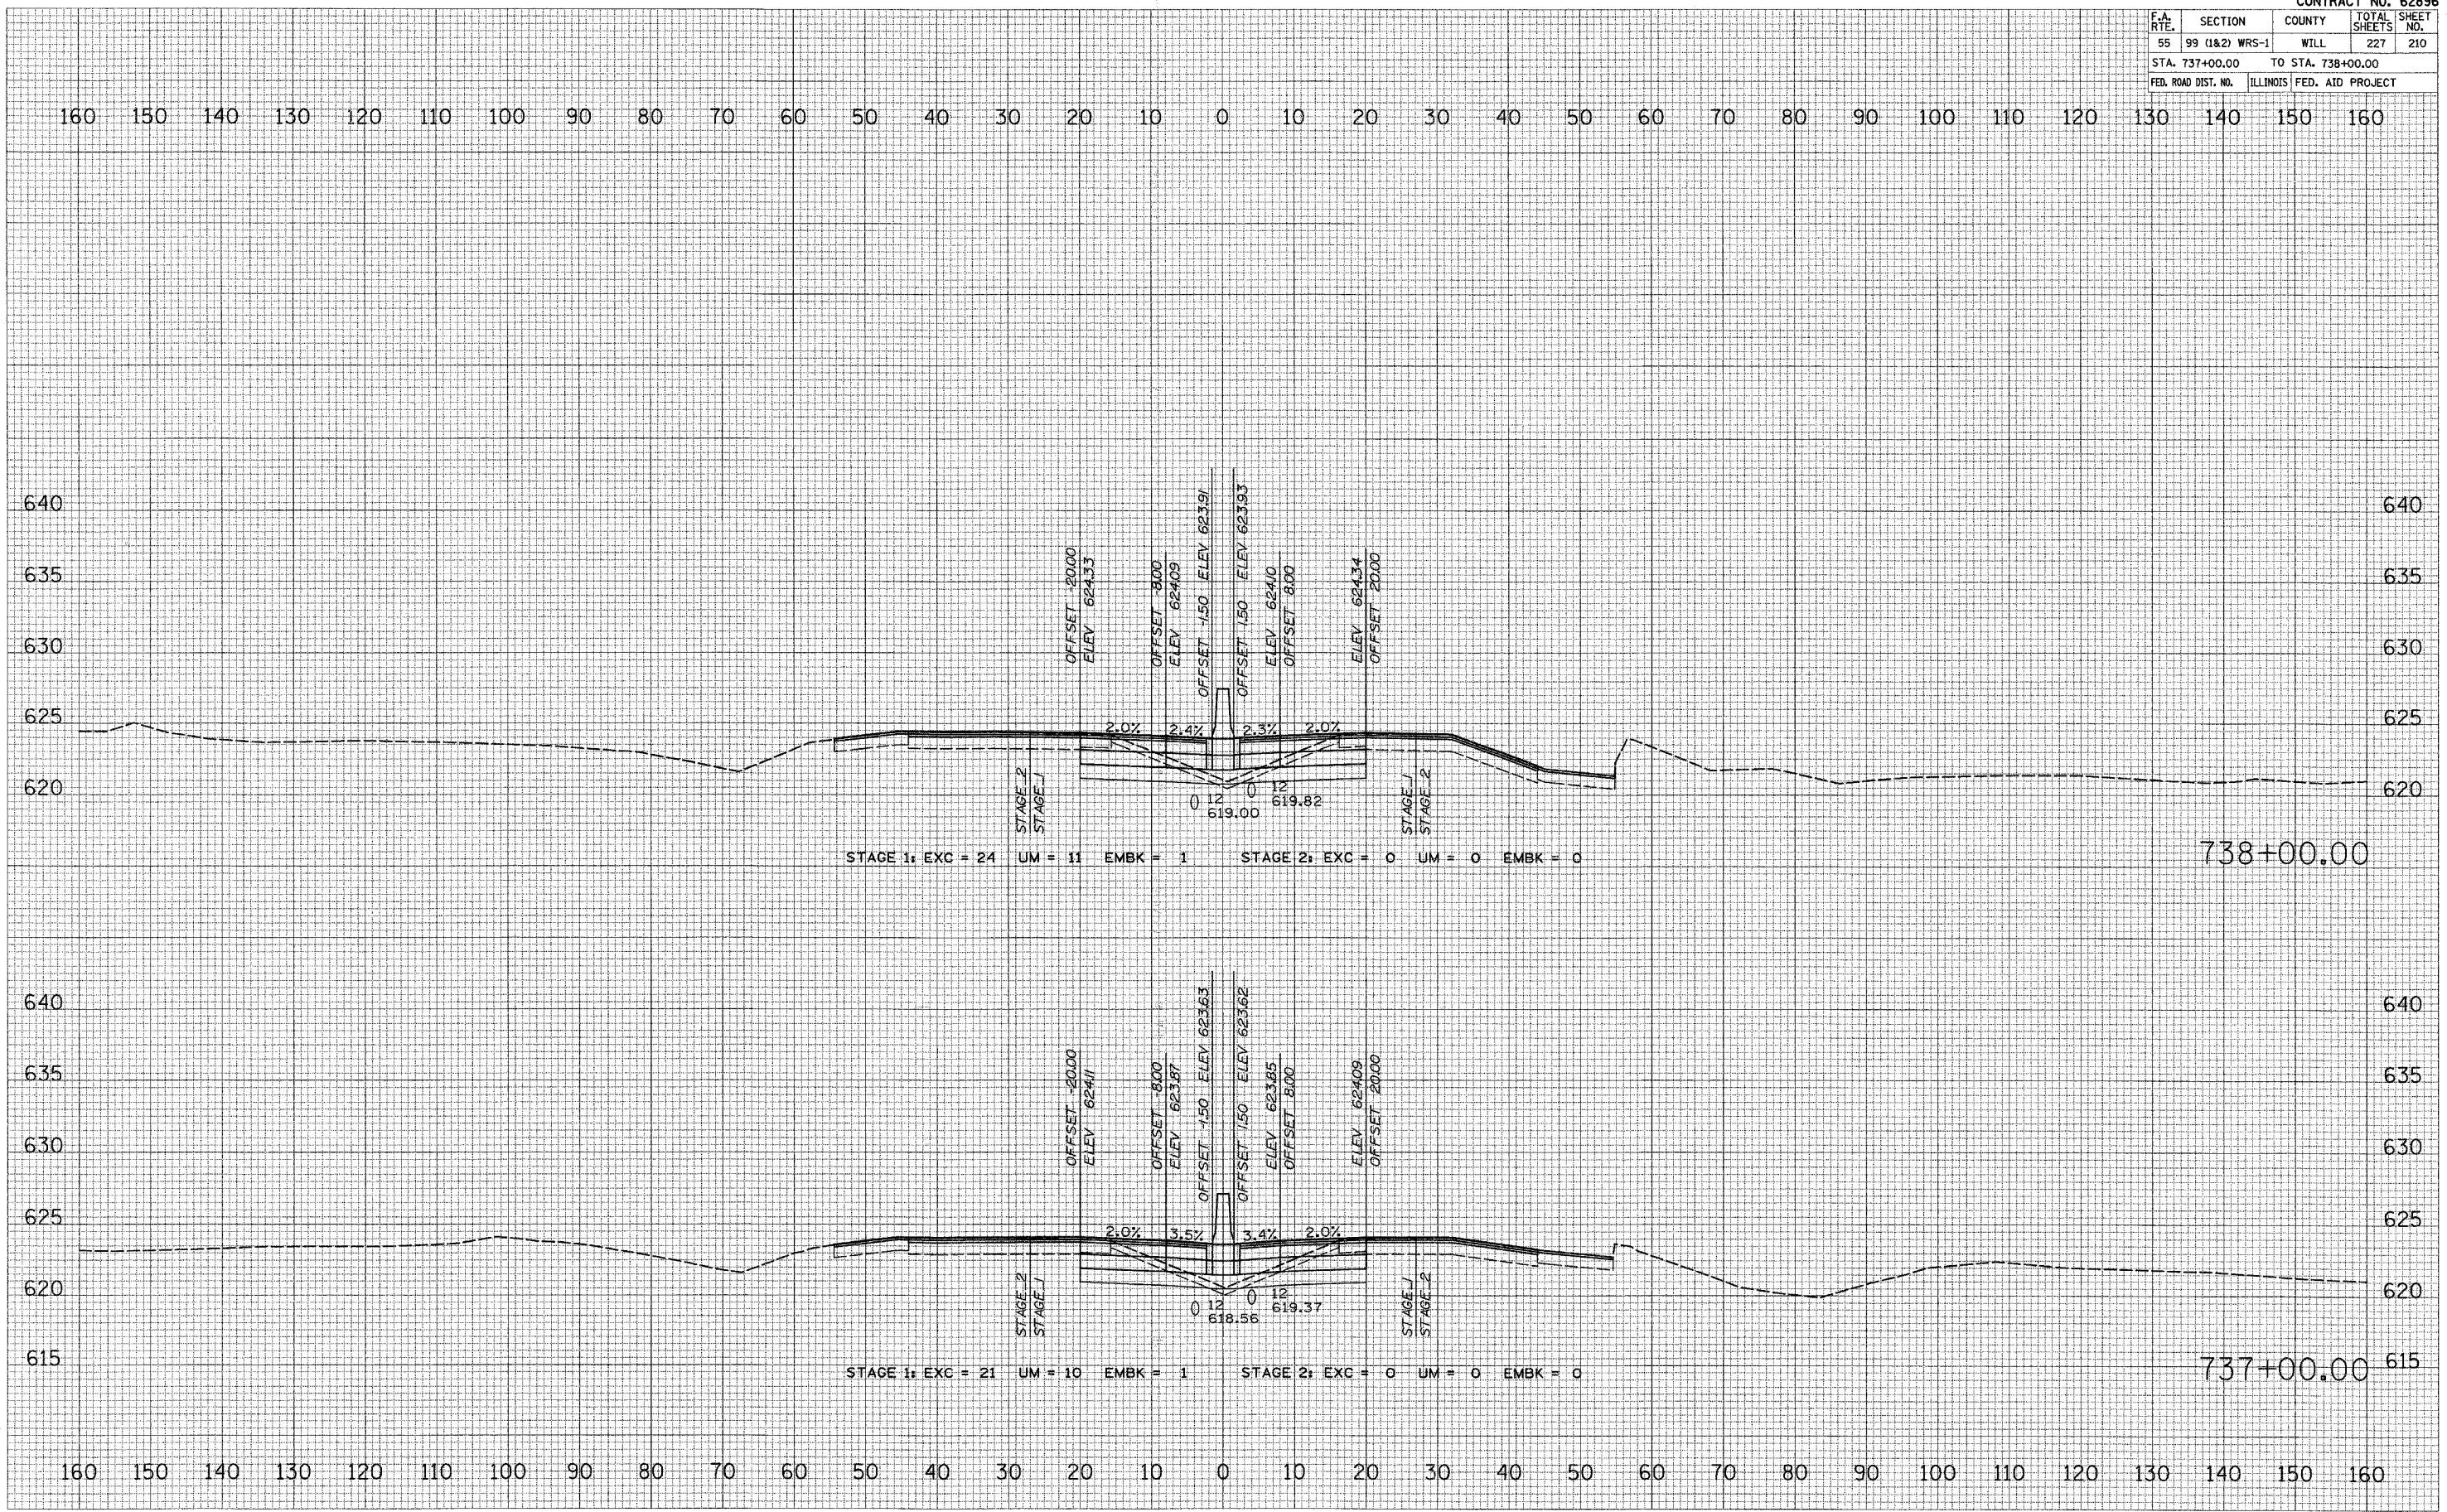 CONTRACT NO. 62896
F.A. RTE. SECTION COUNTY TOTAL SHEETS SHEET NO.
55 99 (1&2) WRS-1 WILL 227 210
STA. 737+00.00 TO STA. 738+00.00
FED. ROAD DIST. NO. ILLINOIS FED. AID PROJECT
160 150 140 130 120 110 100 90 80 70 60 50 40 30 20 10 0 10 20 30 40 50 60 70 80 90 100 110 120 130 140 150 160
640 640
635 635
630 630
625 625
620 620
OFFSET -20.00
ELEV 624.33
OFFSET -8.00
ELEV 624.09
OFFSET -1.50 ELEV 623.91
OFFSET 1.50 ELEV 623.93
ELEV 624.10
OFFSET 8.00
ELEV 624.34
OFFSET 20.00
2.0% 2.4% 2.3% 2.0%
STAGE 2
STAGE 1
12
619.00
12
619.82
STAGE 1
STAGE 2
STAGE 1: EXC = 24 UM = 11 EMBK = 1 STAGE 2: EXC = 0 UM = 0 EMBK = 0
738+00.00
640 640
635 635
630 630
625 625
620 620
615 615
OFFSET -20.00
ELEV 624.11
OFFSET -8.00
ELEV 623.87
OFFSET -1.50 ELEV 623.63
OFFSET 1.50 ELEV 623.62
ELEV 623.85
OFFSET 8.00
ELEV 624.09
OFFSET 20.00
2.0% 3.5% 3.4% 2.0%
STAGE 2
STAGE 1
12
618.56
12
619.37
STAGE 1
STAGE 2
STAGE 1: EXC = 21 UM = 10 EMBK = 1 STAGE 2: EXC = 0 UM = 0 EMBK = 0
737+00.00
160 150 140 130 120 110 100 90 80 70 60 50 40 30 20 10 0 10 20 30 40 50 60 70 80 90 100 110 120 130 140 150 160